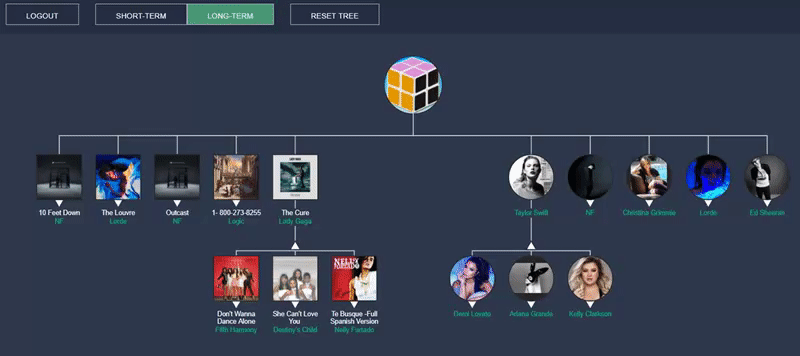 LOGOUT
SHORT-TERM
LONG-TERM
RESET TREE
10 Feet Down
NF
The Louvre
Lorde
Outcast
NF
1- 800-273-8255
Logic
The Cure
Lady Gaga
Taylor Swift
NF
Christina Grimmie
Lorde
Ed Sheeran
NELLY
FURTADO
Don't Wanna
Dance Alone
Fifth Harmony
She Can't Love
You
Destiny's Child
Te Busque -Full
Spanish Version
Nelly Furtado
Demi Lovato
Ariana Grande
Kelly Clarkson